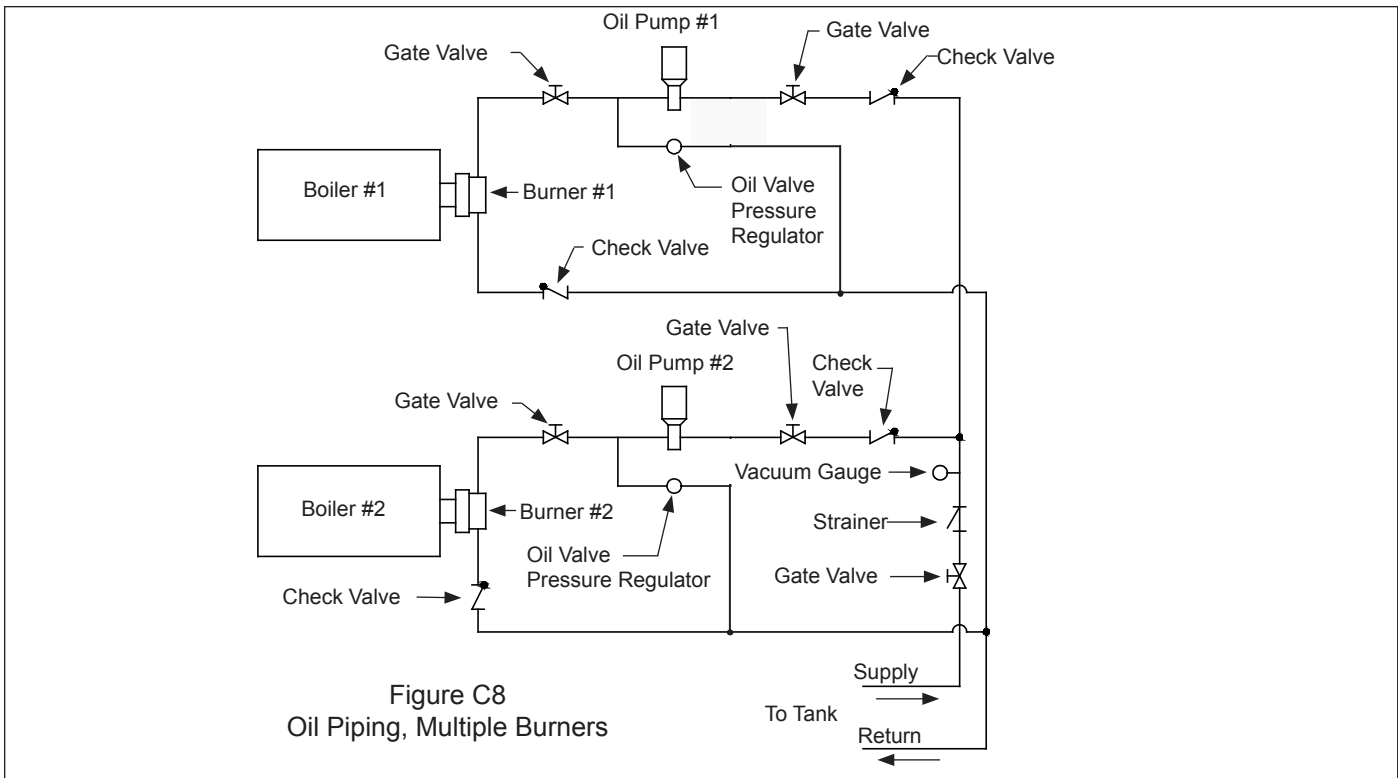 Oil Pump #1
Gate Valve
Gate Valve
Check Valve
Boiler #1
Burner #1
Oil Valve
Pressure
Regulator
Check Valve
Gate Valve
Oil Pump #2
Check
Valve
Gate Valve
Vacuum Gauge
Boiler #2
Burner #2
Strainer
Oil Valve
Pressure Regulator
Gate Valve
Check Valve
Supply
To Tank
Return
Figure C8
Oil Piping, Multiple Burners